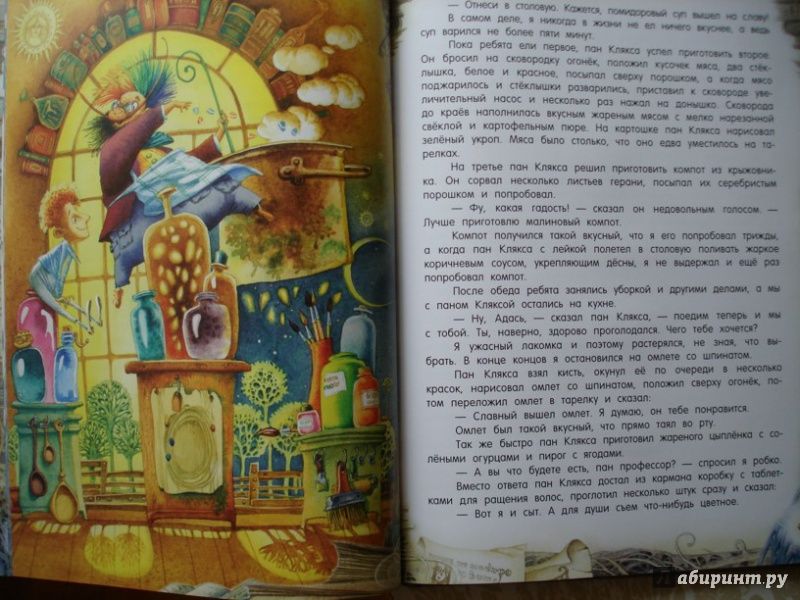 — Отнеси в столовую. Кажется, помидоровый суп вышел на славу!
В самом деле, я никогда в жизни не ел ничего вкуснее, а ведь
суп варился не более пяти минут.
Пока ребята ели первое, пан Клякса успел приготовить второе.
Он бросил на сковородку огонёк, положил кусочек мяса, два стёк-
лышка, белое и красное, посыпал сверху порошком, а когда мясо
поджарилось и стёклышки разварились, приставил к сковороде уве-
личительный насос и несколько раз нажал на донышко. Сковорода
до краёв наполнилась вкусным жареным мясом с мелко нарезанной
свёклой и картофельным пюре. На картошке пан Клякса нарисовал
зелёный укроп. Мяса было столько, что оно едва уместилось на та-
релках.
На третье пан Клякса решил приготовить компот из крыжовни-
ка. Он сорвал несколько листьев герани, посыпал их серебристым
порошком и попробовал.
— Фу, какая гадость! — сказал он недовольным голосом. —
Лучше приготовлю малиновый компот.
Компот получился такой вкусный, что я его попробовал трижды,
а когда пан Клякса с лейкой полетел в столовую поливать жаркое
коричневым соусом, укрепляющим дёсны, я не выдержал и ещё раз
попробовал компот.
После обеда ребята занялись уборкой и другими делами, а мы
с паном Кляксой остались на кухне.
— Ну, Адась, — сказал пан Клякса, — поедим теперь и мы
с тобой. Ты, наверно, здорово проголодался. Чего тебе хочется?
Я ужасный лакомка и поэтому растерялся, не зная, что вы-
брать. В конце концов я остановился на омлете со шпинатом.
Пан Клякса взял кисть, окунул её по очереди в несколько
красок, нарисовал омлет со шпинатом, положил сверху огонёк, по-
том переложил омлет в тарелку и сказал:
— Славный вышел омлет. Я думаю, он тебе понравится.
Омлет был такой вкусный, что прямо таял во рту.
Так же быстро пан Клякса приготовил жареного цыплёнка с со-
лёными огурцами и пирог с ягодами.
— А вы что будете есть, пан профессор? — спросил я робко.
Вместо ответа пан Клякса достал из кармана коробку с таблет-
ками для ращения волос, проглотил несколько штук сразу и сказал:
— Вот я и сыт. А для души съем что-нибудь цветное.
лабиринт.ру